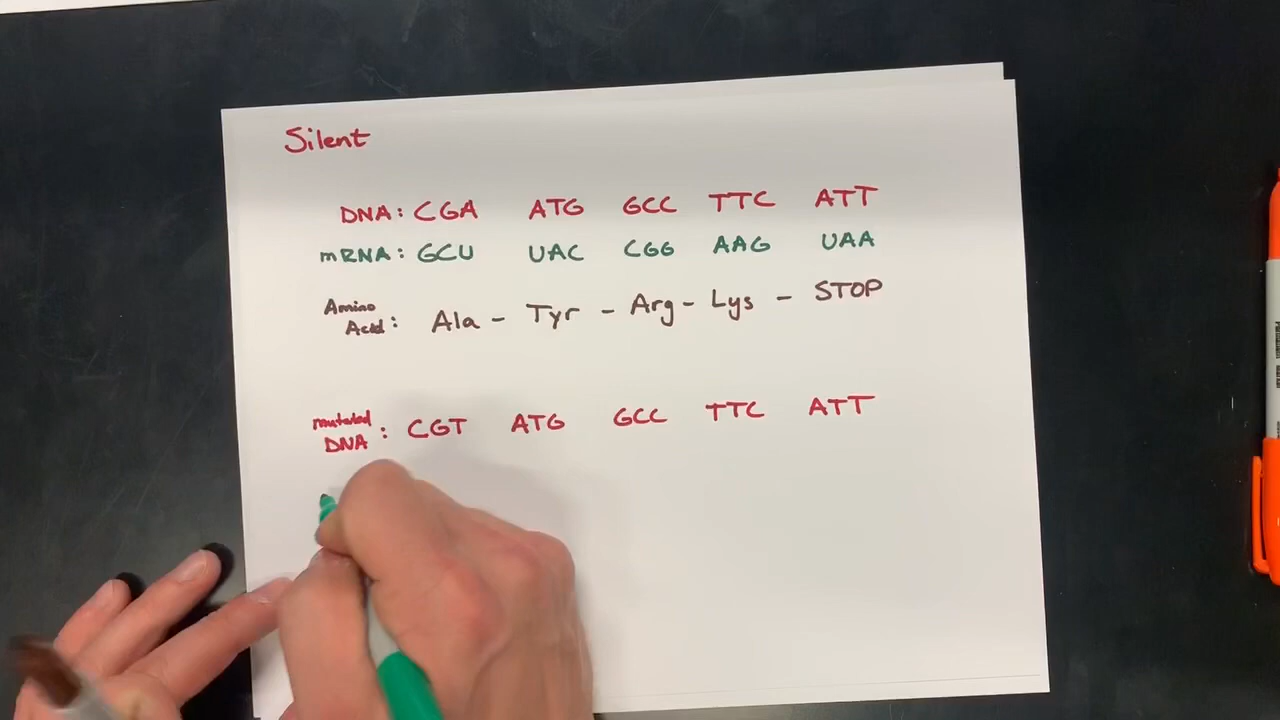 Silent
DNA: CGA ATG GCC TTC ATT
mRNA: GCU UAC CGG AAG UAA
Amino
Acid: Ala - Tyr - Arg - Lys - STOP
mutated
DNA: CGT ATG GCC TTC ATT